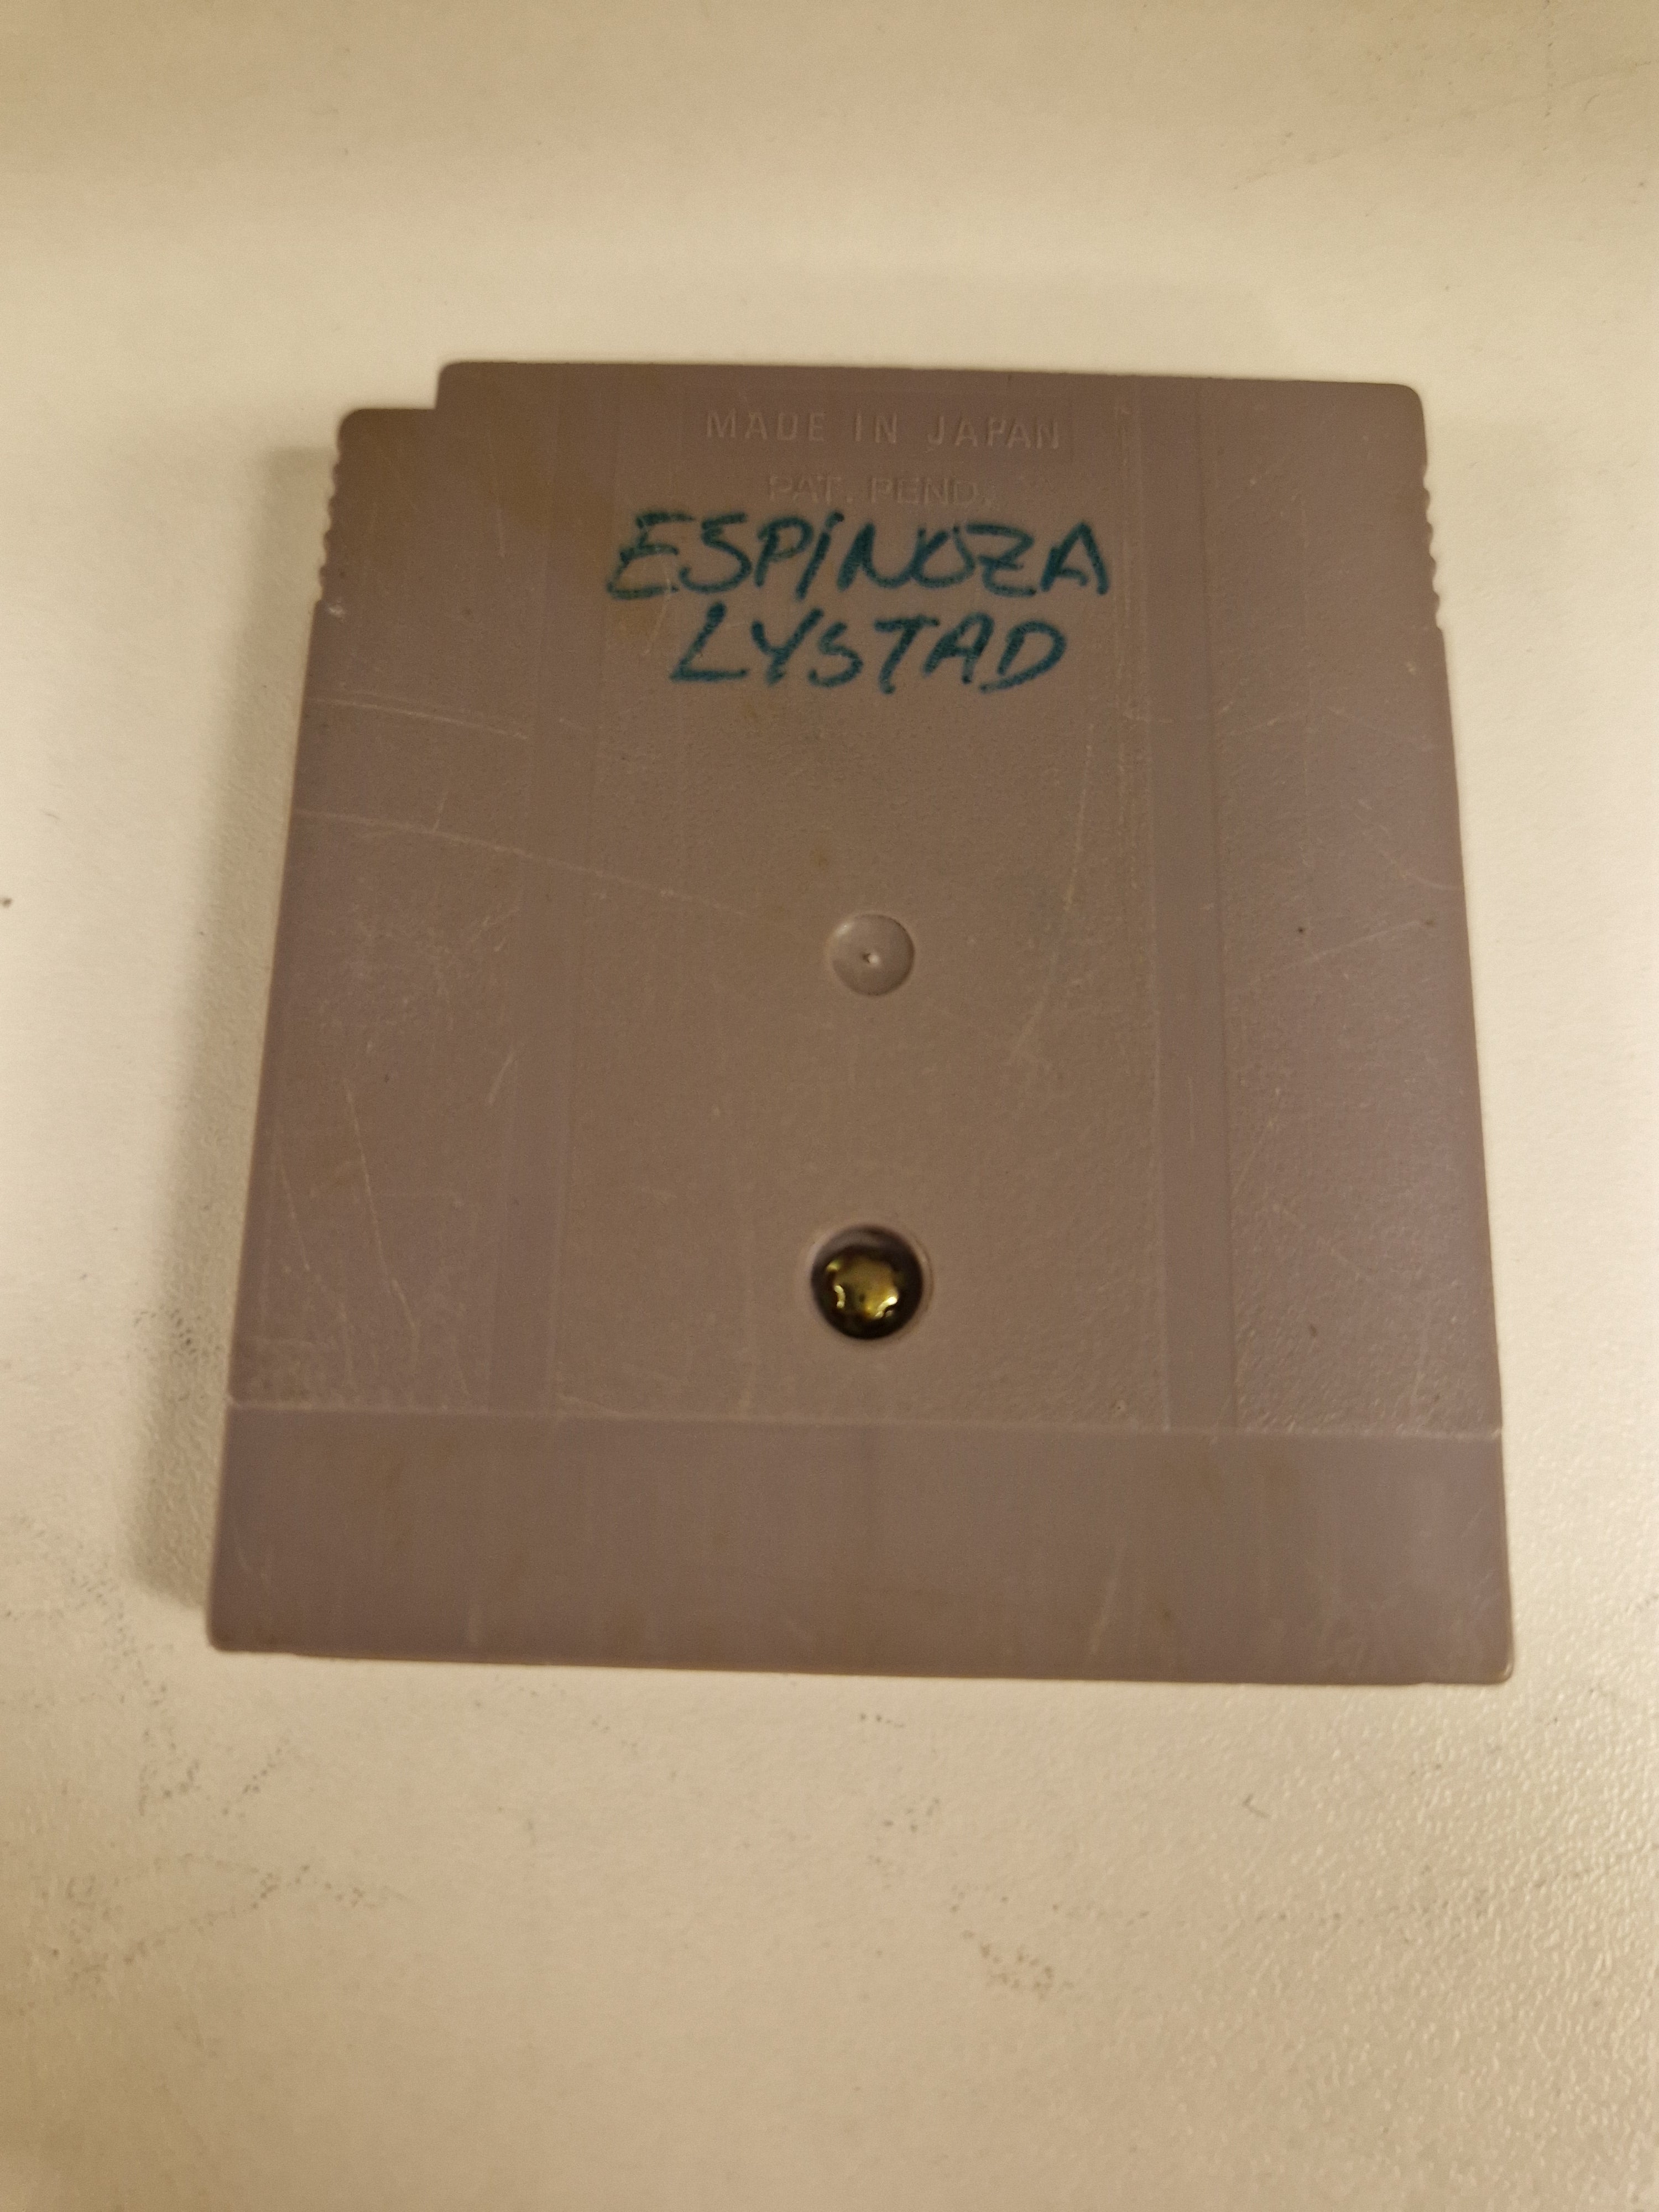 MADE IN JAPAN
PAT. PEND.
ESPINOZA
LYSTAD